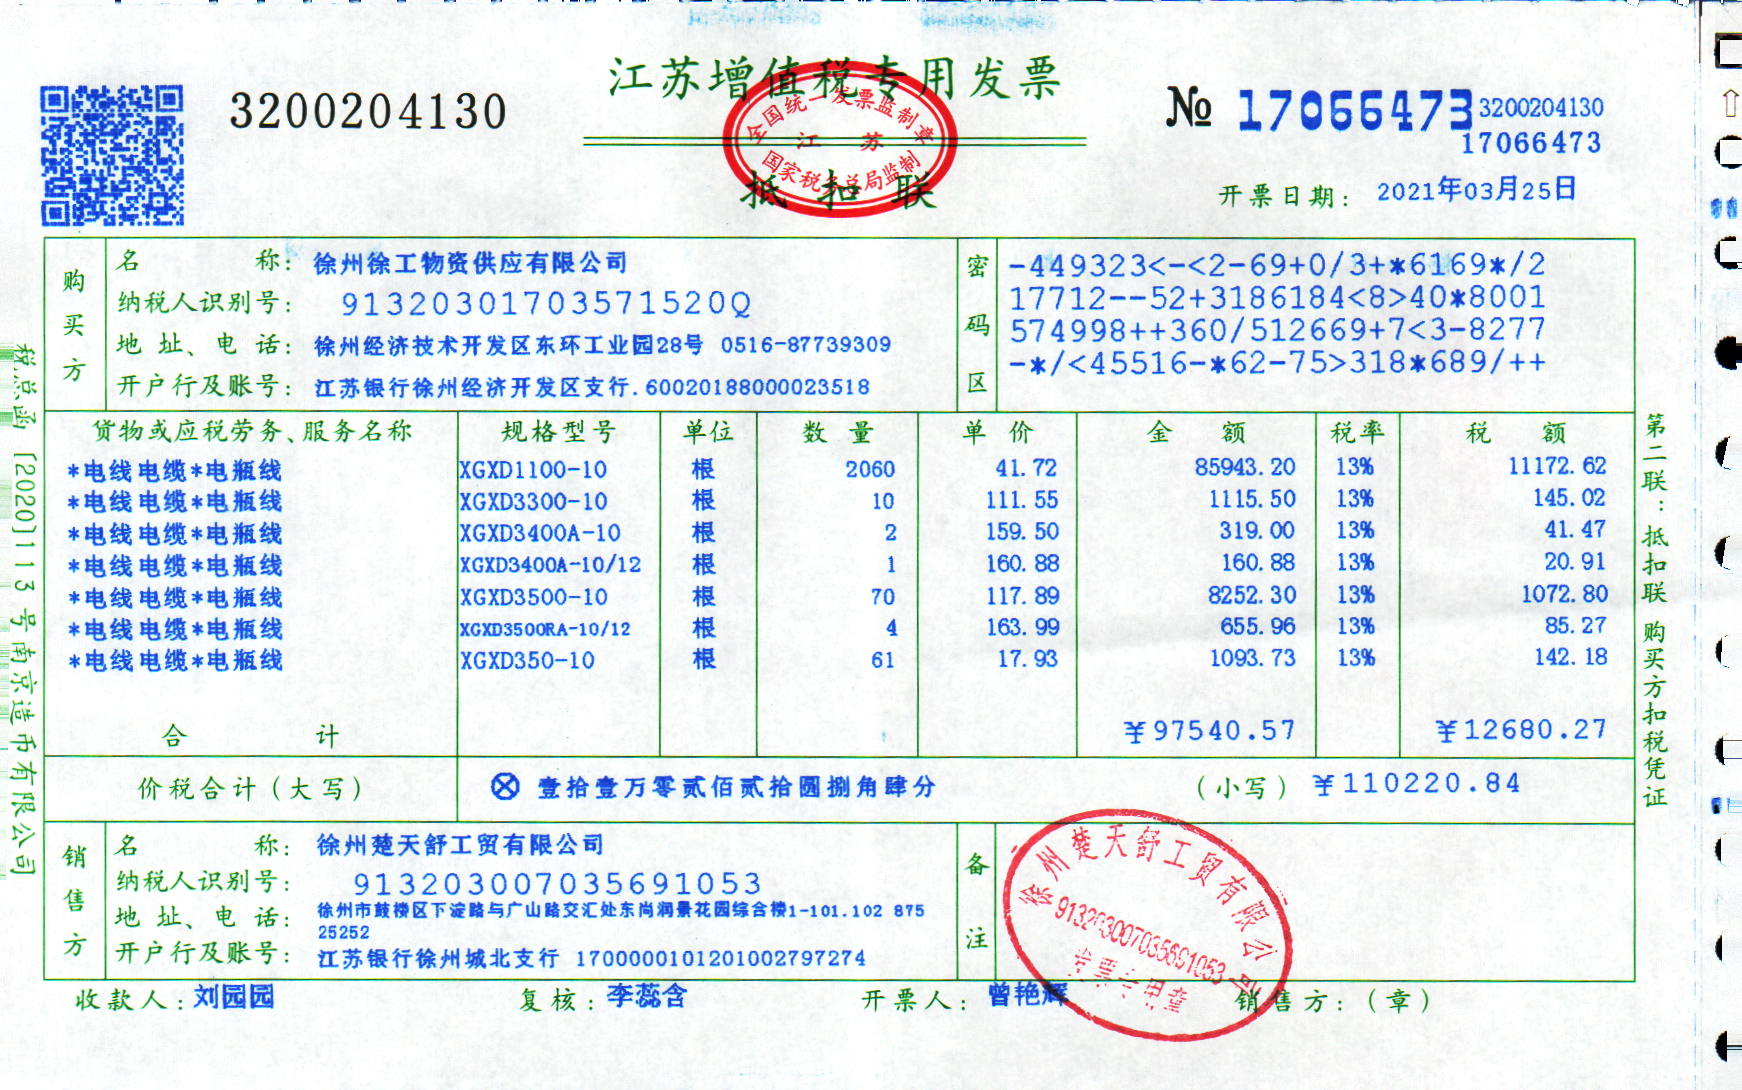 江苏增值税专用发票
3200204130
№ 17066473 3200204130
17066473
全国统一发票监制章
江苏
国家税务总局监制
抵扣联
开票日期: 2021年03月25日
购买方
名称: 徐州徐工物资供应有限公司
纳税人识别号: 91320301703571520Q
地址、电话: 徐州经济技术开发区东环工业园28号 0516-87739309
开户行及账号: 江苏银行徐州经济开发区支行.60020188000023518
密码区
-449323<-<2-69+0/3+*6169*/2
17712--52+3186184<8>40*8001
574998++360/512669+7<3-8277
-*/<45516-*62-75>318*689/++
货物或应税劳务、服务名称 规格型号 单位 数量 单价 金额 税率 税额
*电线电缆*电瓶线 XGXD1100-10 根 2060 41.72 85943.20 13% 11172.62
*电线电缆*电瓶线 XGXD3300-10 根 10 111.55 1115.50 13% 145.02
*电线电缆*电瓶线 XGXD3400A-10 根 2 159.50 319.00 13% 41.47
*电线电缆*电瓶线 XGXD3400A-10/12 根 1 160.88 160.88 13% 20.91
*电线电缆*电瓶线 XGXD3500-10 根 70 117.89 8252.30 13% 1072.80
*电线电缆*电瓶线 XGXD3500RA-10/12 根 4 163.99 655.96 13% 85.27
*电线电缆*电瓶线 XGXD350-10 根 61 17.93 1093.73 13% 142.18
合计 ¥97540.57 ¥12680.27
价税合计(大写) ⊗ 壹拾壹万零贰佰贰拾圆捌角肆分 (小写) ¥110220.84
销售方
名称: 徐州楚天舒工贸有限公司
纳税人识别号: 913203007035691053
地址、电话: 徐州市鼓楼区下淀路与广山路交汇处东尚润景花园综合楼1-101.102 875
25252
开户行及账号: 江苏银行徐州城北支行 17000001012010027972​74
备注
徐州楚天舒工贸有限公司
913203007035691053
发票专用章
收款人: 刘园园 复核: 李蕊含 开票人: 曾艳辉 销售方: (章)
税总函[2020]113号南京造币有限公司
第二联: 抵扣联 购买方扣税凭证